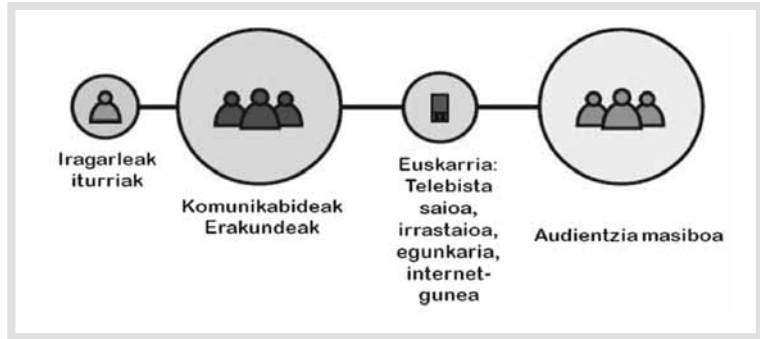 Iragarleak
iturriak
Komunikabideak
Erakundeak
Euskarria:
Telebista
saioa,
irrastaioa,
egunkaria,
internet-
gunea
Audientzia masiboa